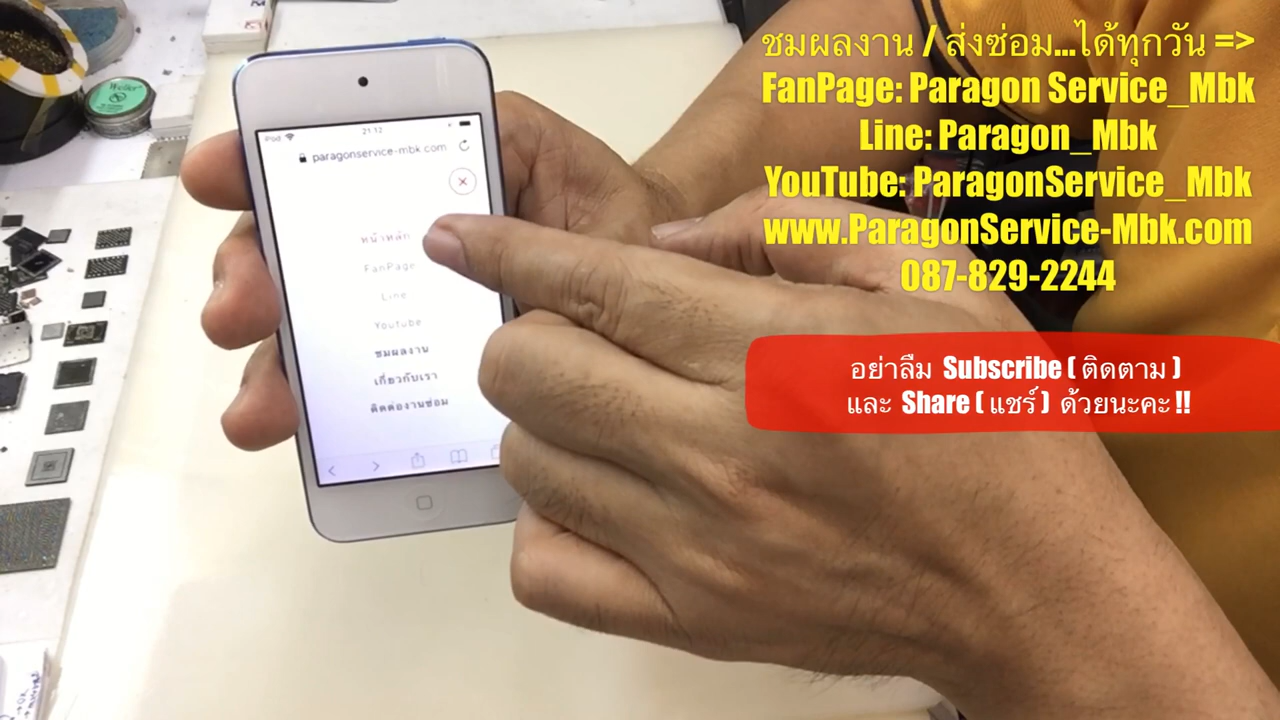 ชมผลงาน / ส่งซ่อม...ได้ทุกวัน =>
FanPage: Paragon Service_Mbk
Line: Paragon_Mbk
YouTube: ParagonService_Mbk
www.ParagonService-Mbk.com
087-829-2244
อย่าลืม Subscribe ( ติดตาม )
และ Share ( แชร์ ) ด้วยนะคะ !!
iPod
21:12
paragonservice-mbk.com
หน้าหลัก
FanPage
Line
Youtube
ชมผลงาน
เกี่ยวกับเรา
ติดต่องานซ่อม